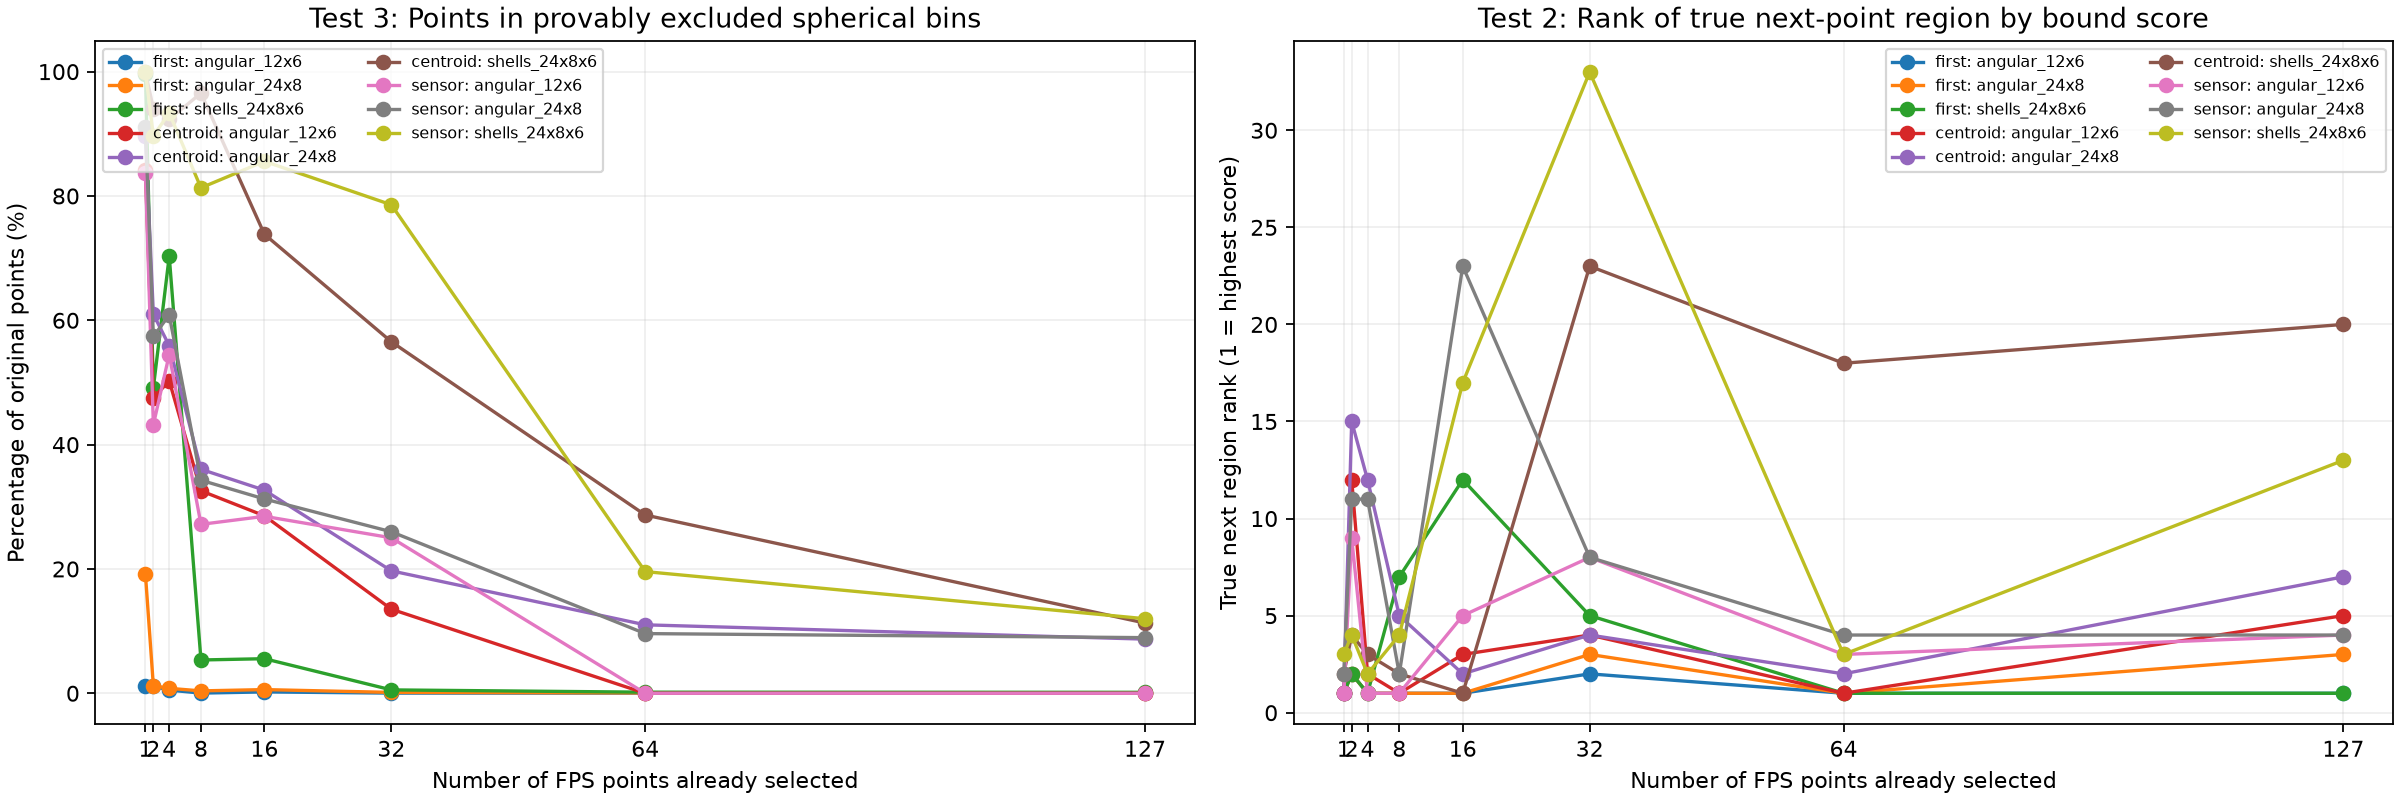 Test 3: Points in provably excluded spherical bins
Percentage of original points (%)
100
80
60
40
20
0
first: angular_12x6
first: angular_24x8
first: shells_24x8x6
centroid: angular_12x6
centroid: angular_24x8
centroid: shells_24x8x6
sensor: angular_12x6
sensor: angular_24x8
sensor: shells_24x8x6
1 2 4 8 16 32 64 127
Number of FPS points already selected
Test 2: Rank of true next-point region by bound score
True next region rank (1 = highest score)
30
25
20
15
10
5
0
first: angular_12x6
first: angular_24x8
first: shells_24x8x6
centroid: angular_12x6
centroid: angular_24x8
centroid: shells_24x8x6
sensor: angular_12x6
sensor: angular_24x8
sensor: shells_24x8x6
1 2 4 8 16 32 64 127
Number of FPS points already selected